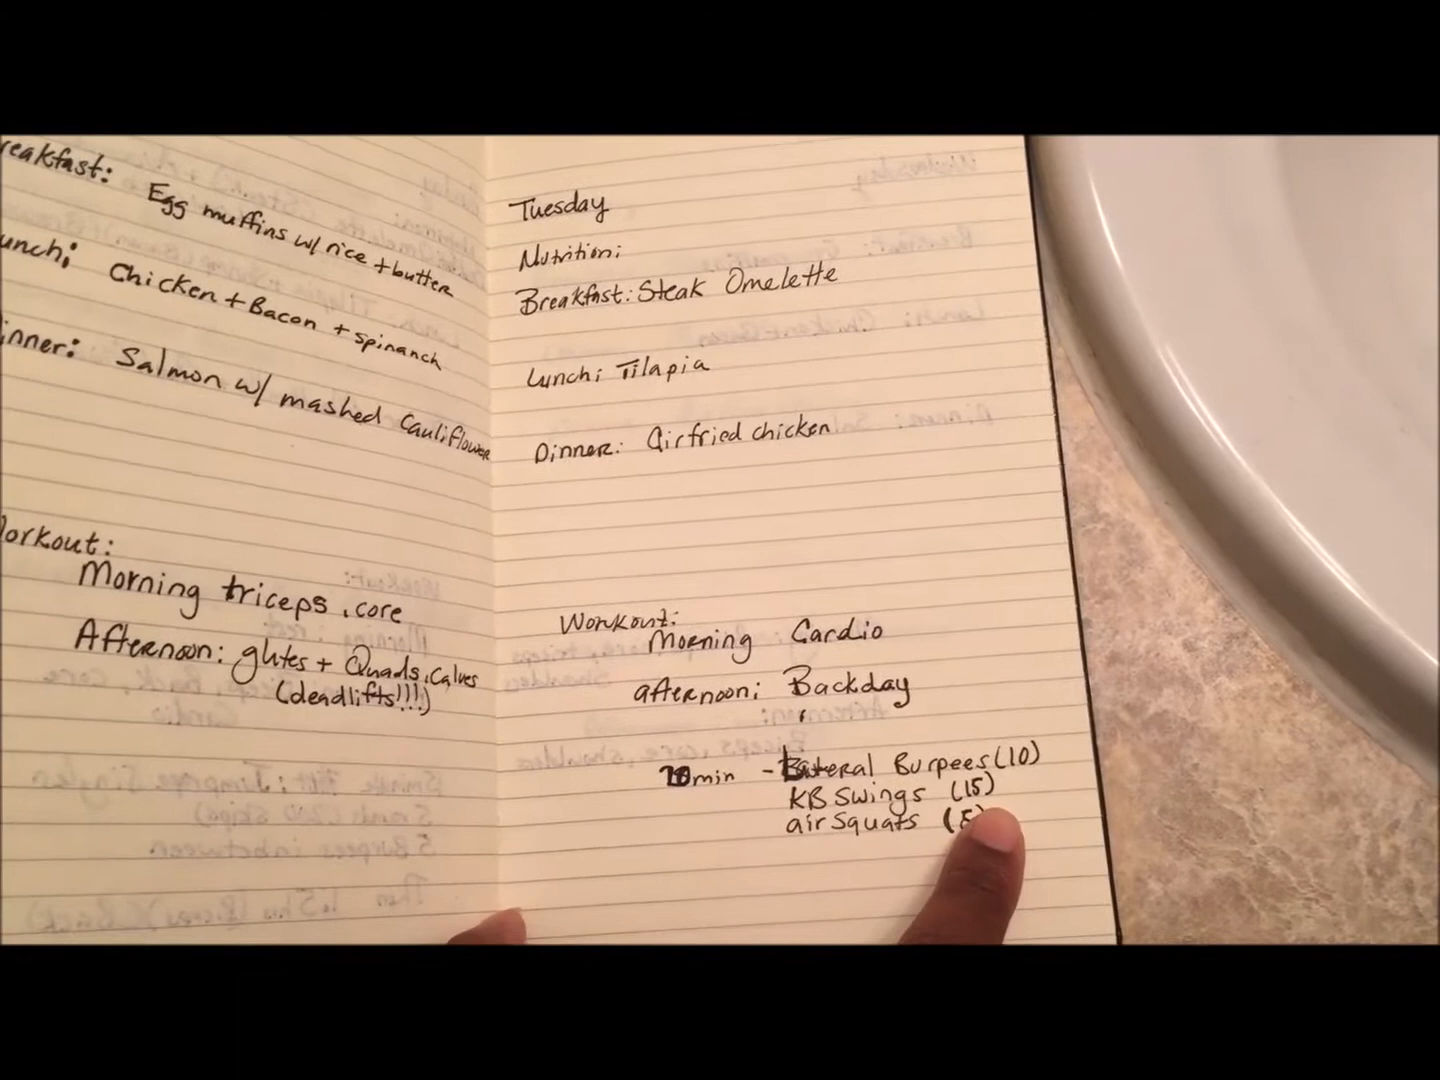 reakfast: Egg muffins w/ rice + butter
unch: Chicken + Bacon + spinanch
inner: Salmon w/ mashed Cauliflower
orkout:
Morning triceps, core
Afternoon: glutes + Quads, Calves
(deadlifts!!!)
Tuesday
Nutrition:
Breakfast: Steak Omelette
Lunch: Tilapia
Dinner: airfried chicken
Workout:
Morning Cardio
afternoon: Backday
min - Lateral Burpees (10)
KB Swings (15)
air Squats (